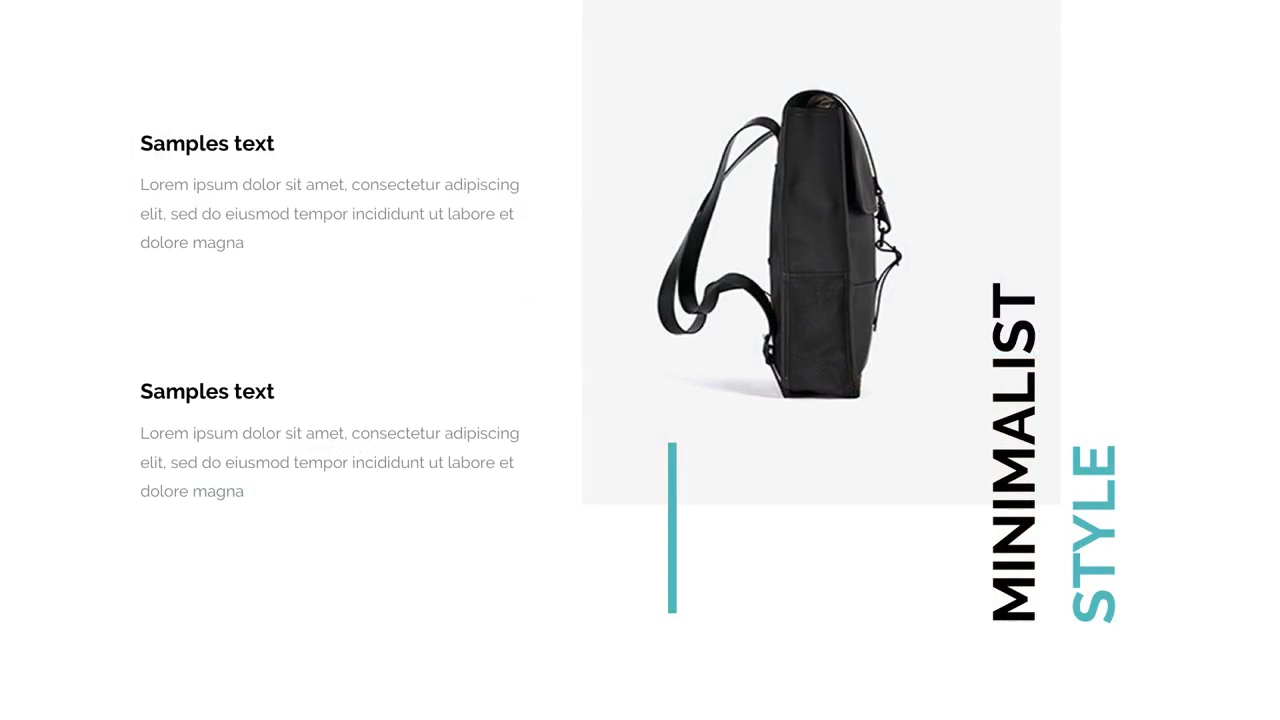 Samples text
Lorem ipsum dolor sit amet, consectetur adipiscing
elit, sed do eiusmod tempor incididunt ut labore et
dolore magna
Samples text
Lorem ipsum dolor sit amet, consectetur adipiscing
elit, sed do eiusmod tempor incididunt ut labore et
dolore magna
MINIMALIST
STYLE